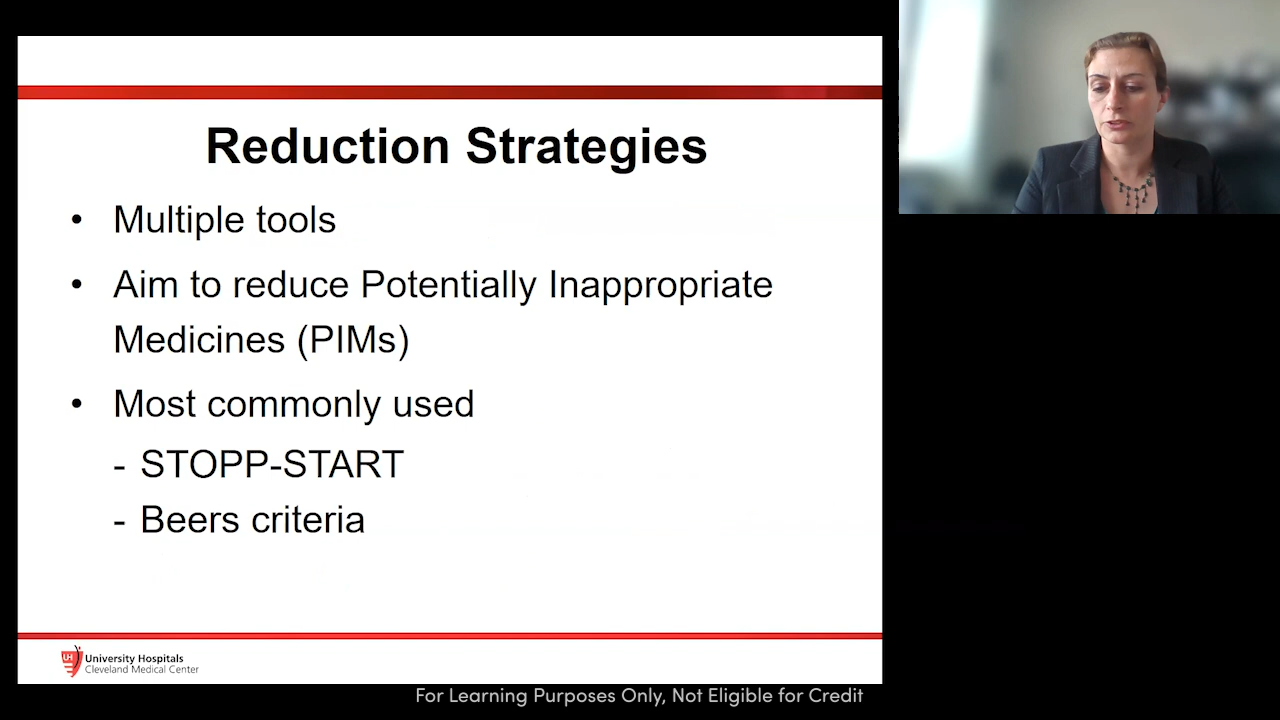 Reduction Strategies
• Multiple tools
• Aim to reduce Potentially Inappropriate
Medicines (PIMs)
• Most commonly used
- STOPP-START
- Beers criteria
UH
University Hospitals
Cleveland Medical Center
For Learning Purposes Only, Not Eligible for Credit